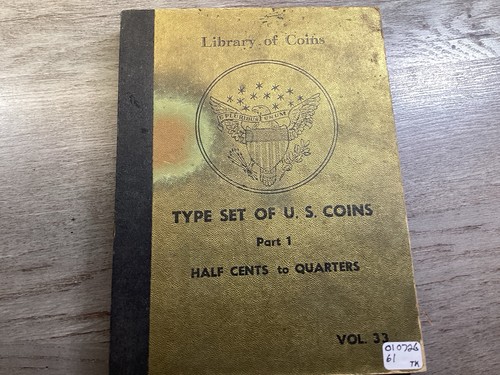 Library of Coins
E PLURIBUS UNUM
TYPE SET OF U. S. COINS
Part 1
HALF CENTS to QUARTERS
VOL. 33
010726
61
TK